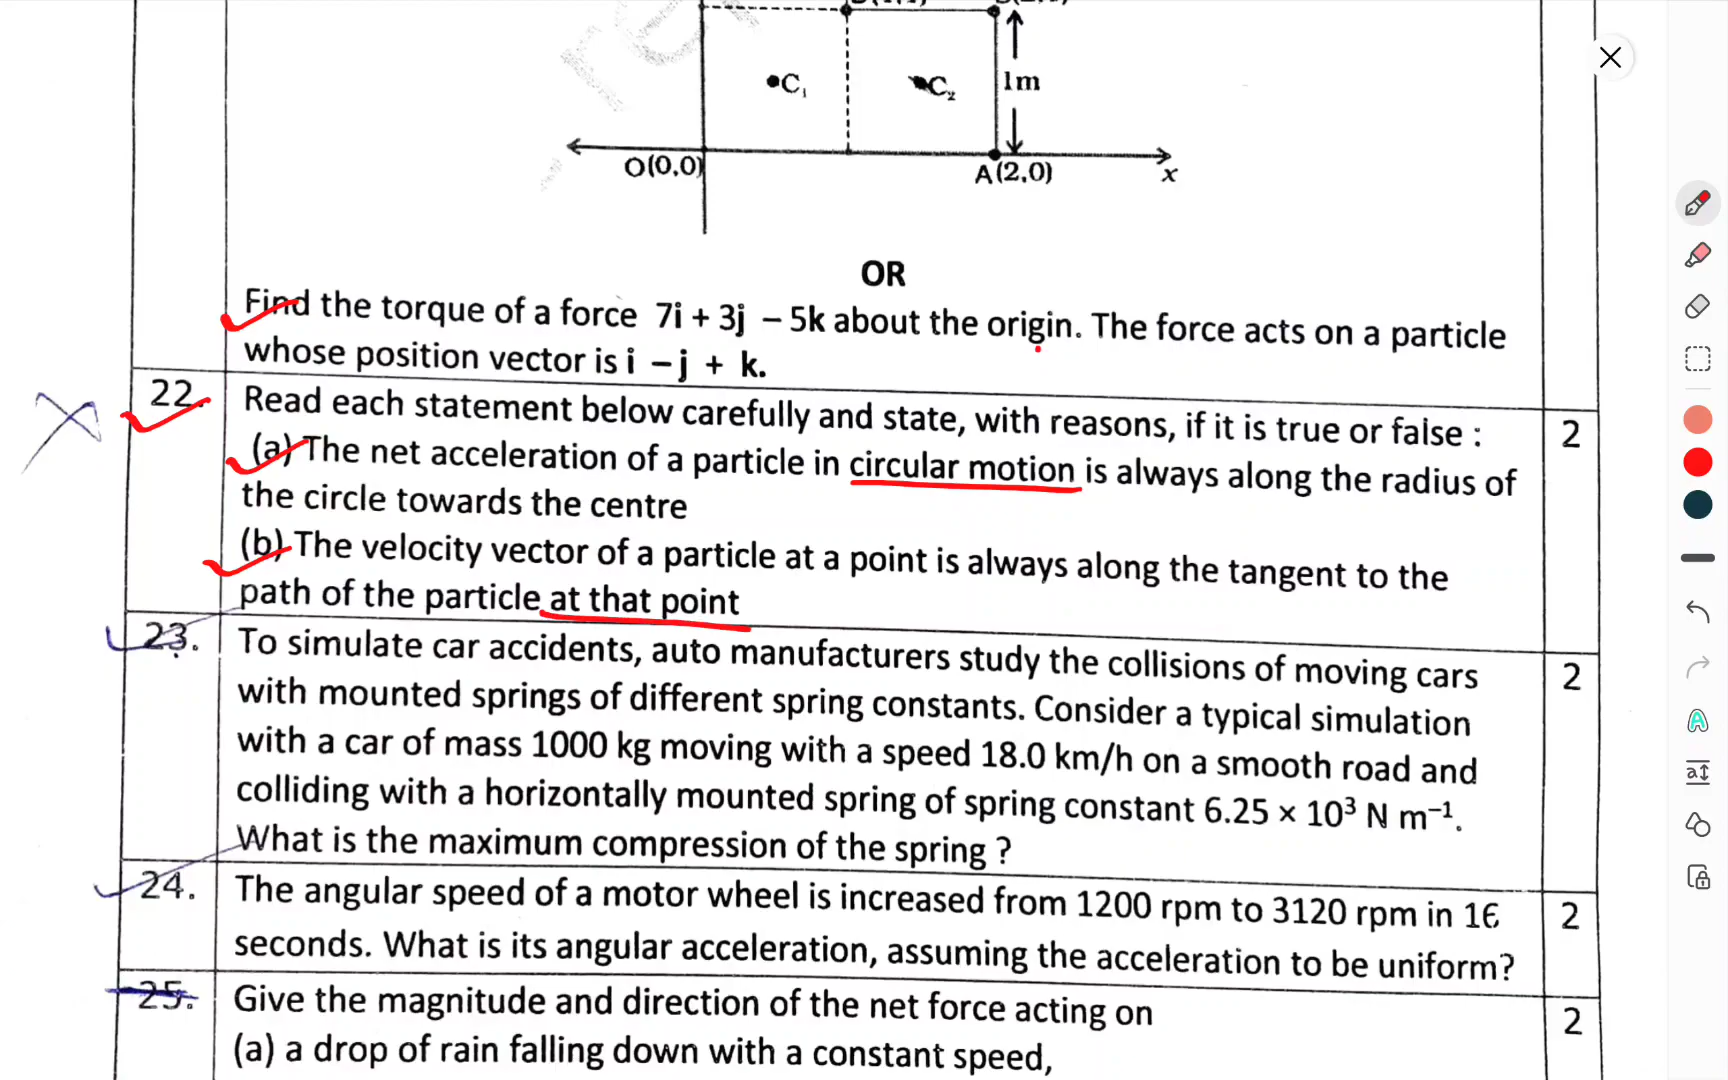 C₁
C₂
1m
O(0,0)
A(2,0)
x
OR
Find the torque of a force 7i + 3j – 5k about the origin. The force acts on a particle
whose position vector is i – j + k.
22.
Read each statement below carefully and state, with reasons, if it is true or false :
2
(a) The net acceleration of a particle in circular motion is always along the radius of
the circle towards the centre
(b) The velocity vector of a particle at a point is always along the tangent to the
path of the particle at that point
23.
To simulate car accidents, auto manufacturers study the collisions of moving cars
2
with mounted springs of different spring constants. Consider a typical simulation
with a car of mass 1000 kg moving with a speed 18.0 km/h on a smooth road and
colliding with a horizontally mounted spring of spring constant 6.25 × 10³ N m⁻¹.
What is the maximum compression of the spring ?
24.
The angular speed of a motor wheel is increased from 1200 rpm to 3120 rpm in 16
2
seconds. What is its angular acceleration, assuming the acceleration to be uniform?
25.
Give the magnitude and direction of the net force acting on
2
(a) a drop of rain falling down with a constant speed,